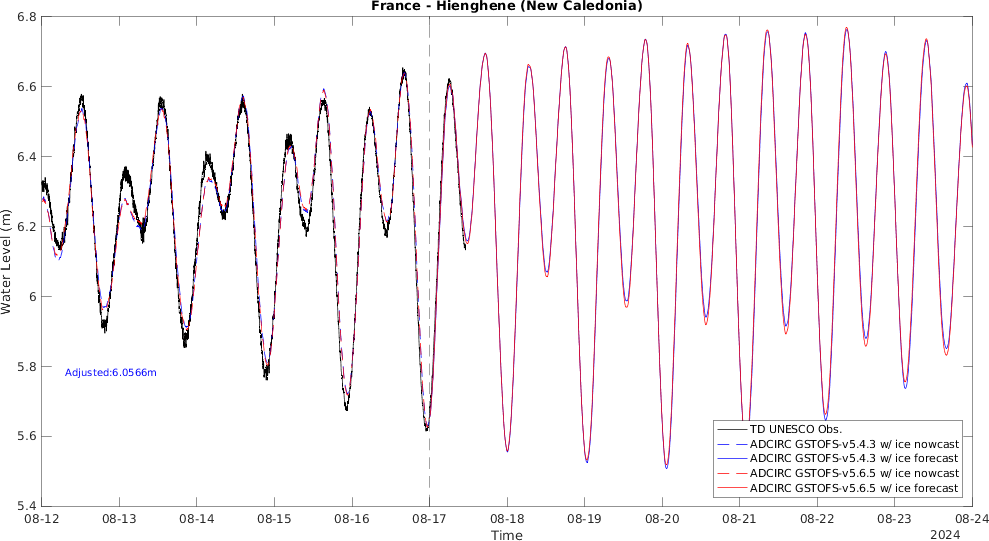 France - Hienghene (New Caledonia)
6.8
6.6
6.4
6.2
6
5.8
5.6
5.4
Water Level (m)
Adjusted:6.0566m
TD UNESCO Obs.
ADCIRC GSTOFS-v5.4.3 w/ ice nowcast
ADCIRC GSTOFS-v5.4.3 w/ ice forecast
ADCIRC GSTOFS-v5.6.5 w/ ice nowcast
ADCIRC GSTOFS-v5.6.5 w/ ice forecast
08-12 08-13 08-14 08-15 08-16 08-17 08-18 08-19 08-20 08-21 08-22 08-23 08-24
Time
2024